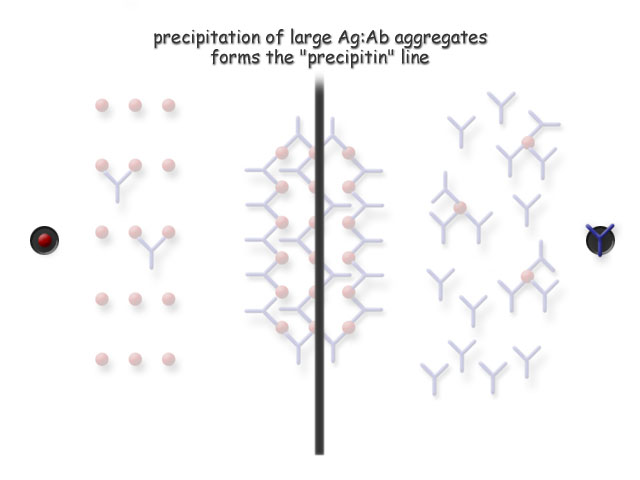 precipitation of large Ag:Ab aggregates
forms the "precipitin" line